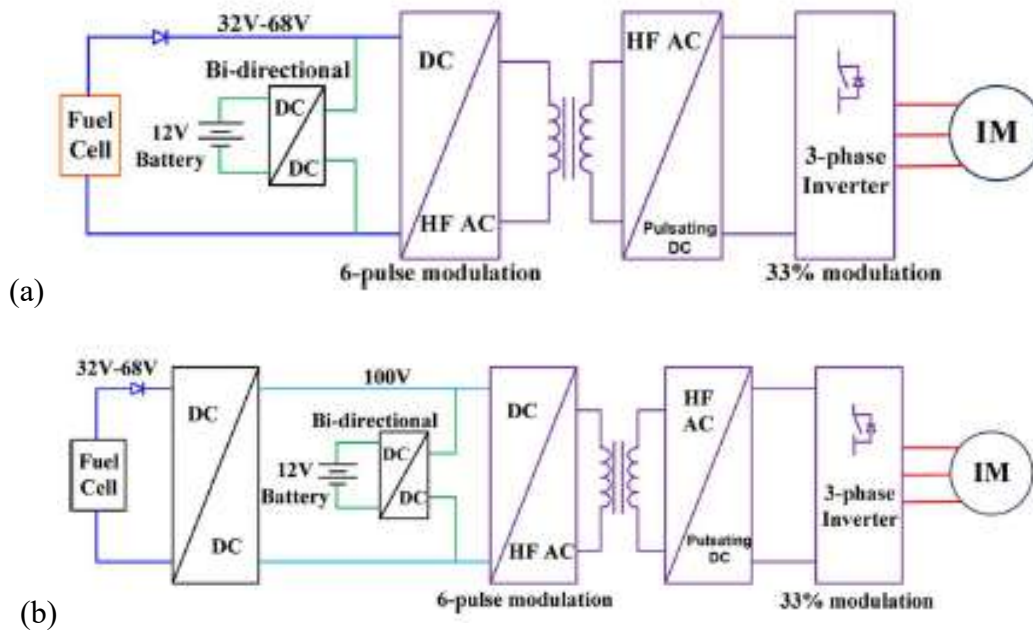 32V-68V
Bi-directional
Fuel
Cell
12V
Battery
DC
DC
DC
HF AC
6-pulse modulation
HF AC
Pulsating
DC
3-phase
Inverter
33% modulation
IM
(a)
32V-68V
Fuel
Cell
DC
DC
100V
Bi-directional
12V
Battery
DC
DC
DC
HF AC
6-pulse modulation
HF
AC
Pulsating
DC
3-phase
Inverter
33% modulation
IM
(b)